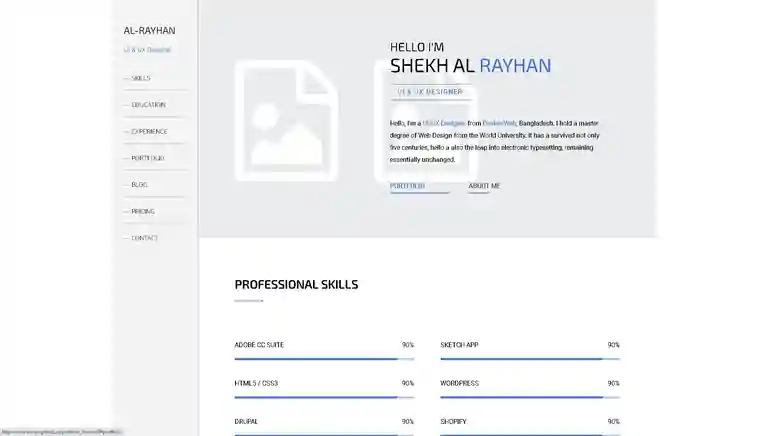 AL-RAYHAN
UI & UX Designer
SKILLS
EDUCATION
EXPERIENCE
PORTFOLIO
BLOG
PRICING
CONTACT
HELLO I'M
SHEKH AL RAYHAN
UI & UX DESIGNER
Hello, I'm a UI/UX Designer from Bangladesh. I hold a master
degree of Web Design from the World University. It has a survived not only
five centuries, hello a also the leap into electronic typesetting, remaining
essentially unchanged.
PORTFOLIO ABOUT ME
PROFESSIONAL SKILLS
ADOBE CC SUITE 90% SKETCH APP 90%
HTML5 / CSS3 90% WORDPRESS 90%
DRUPAL 90% SHOPIFY 90%